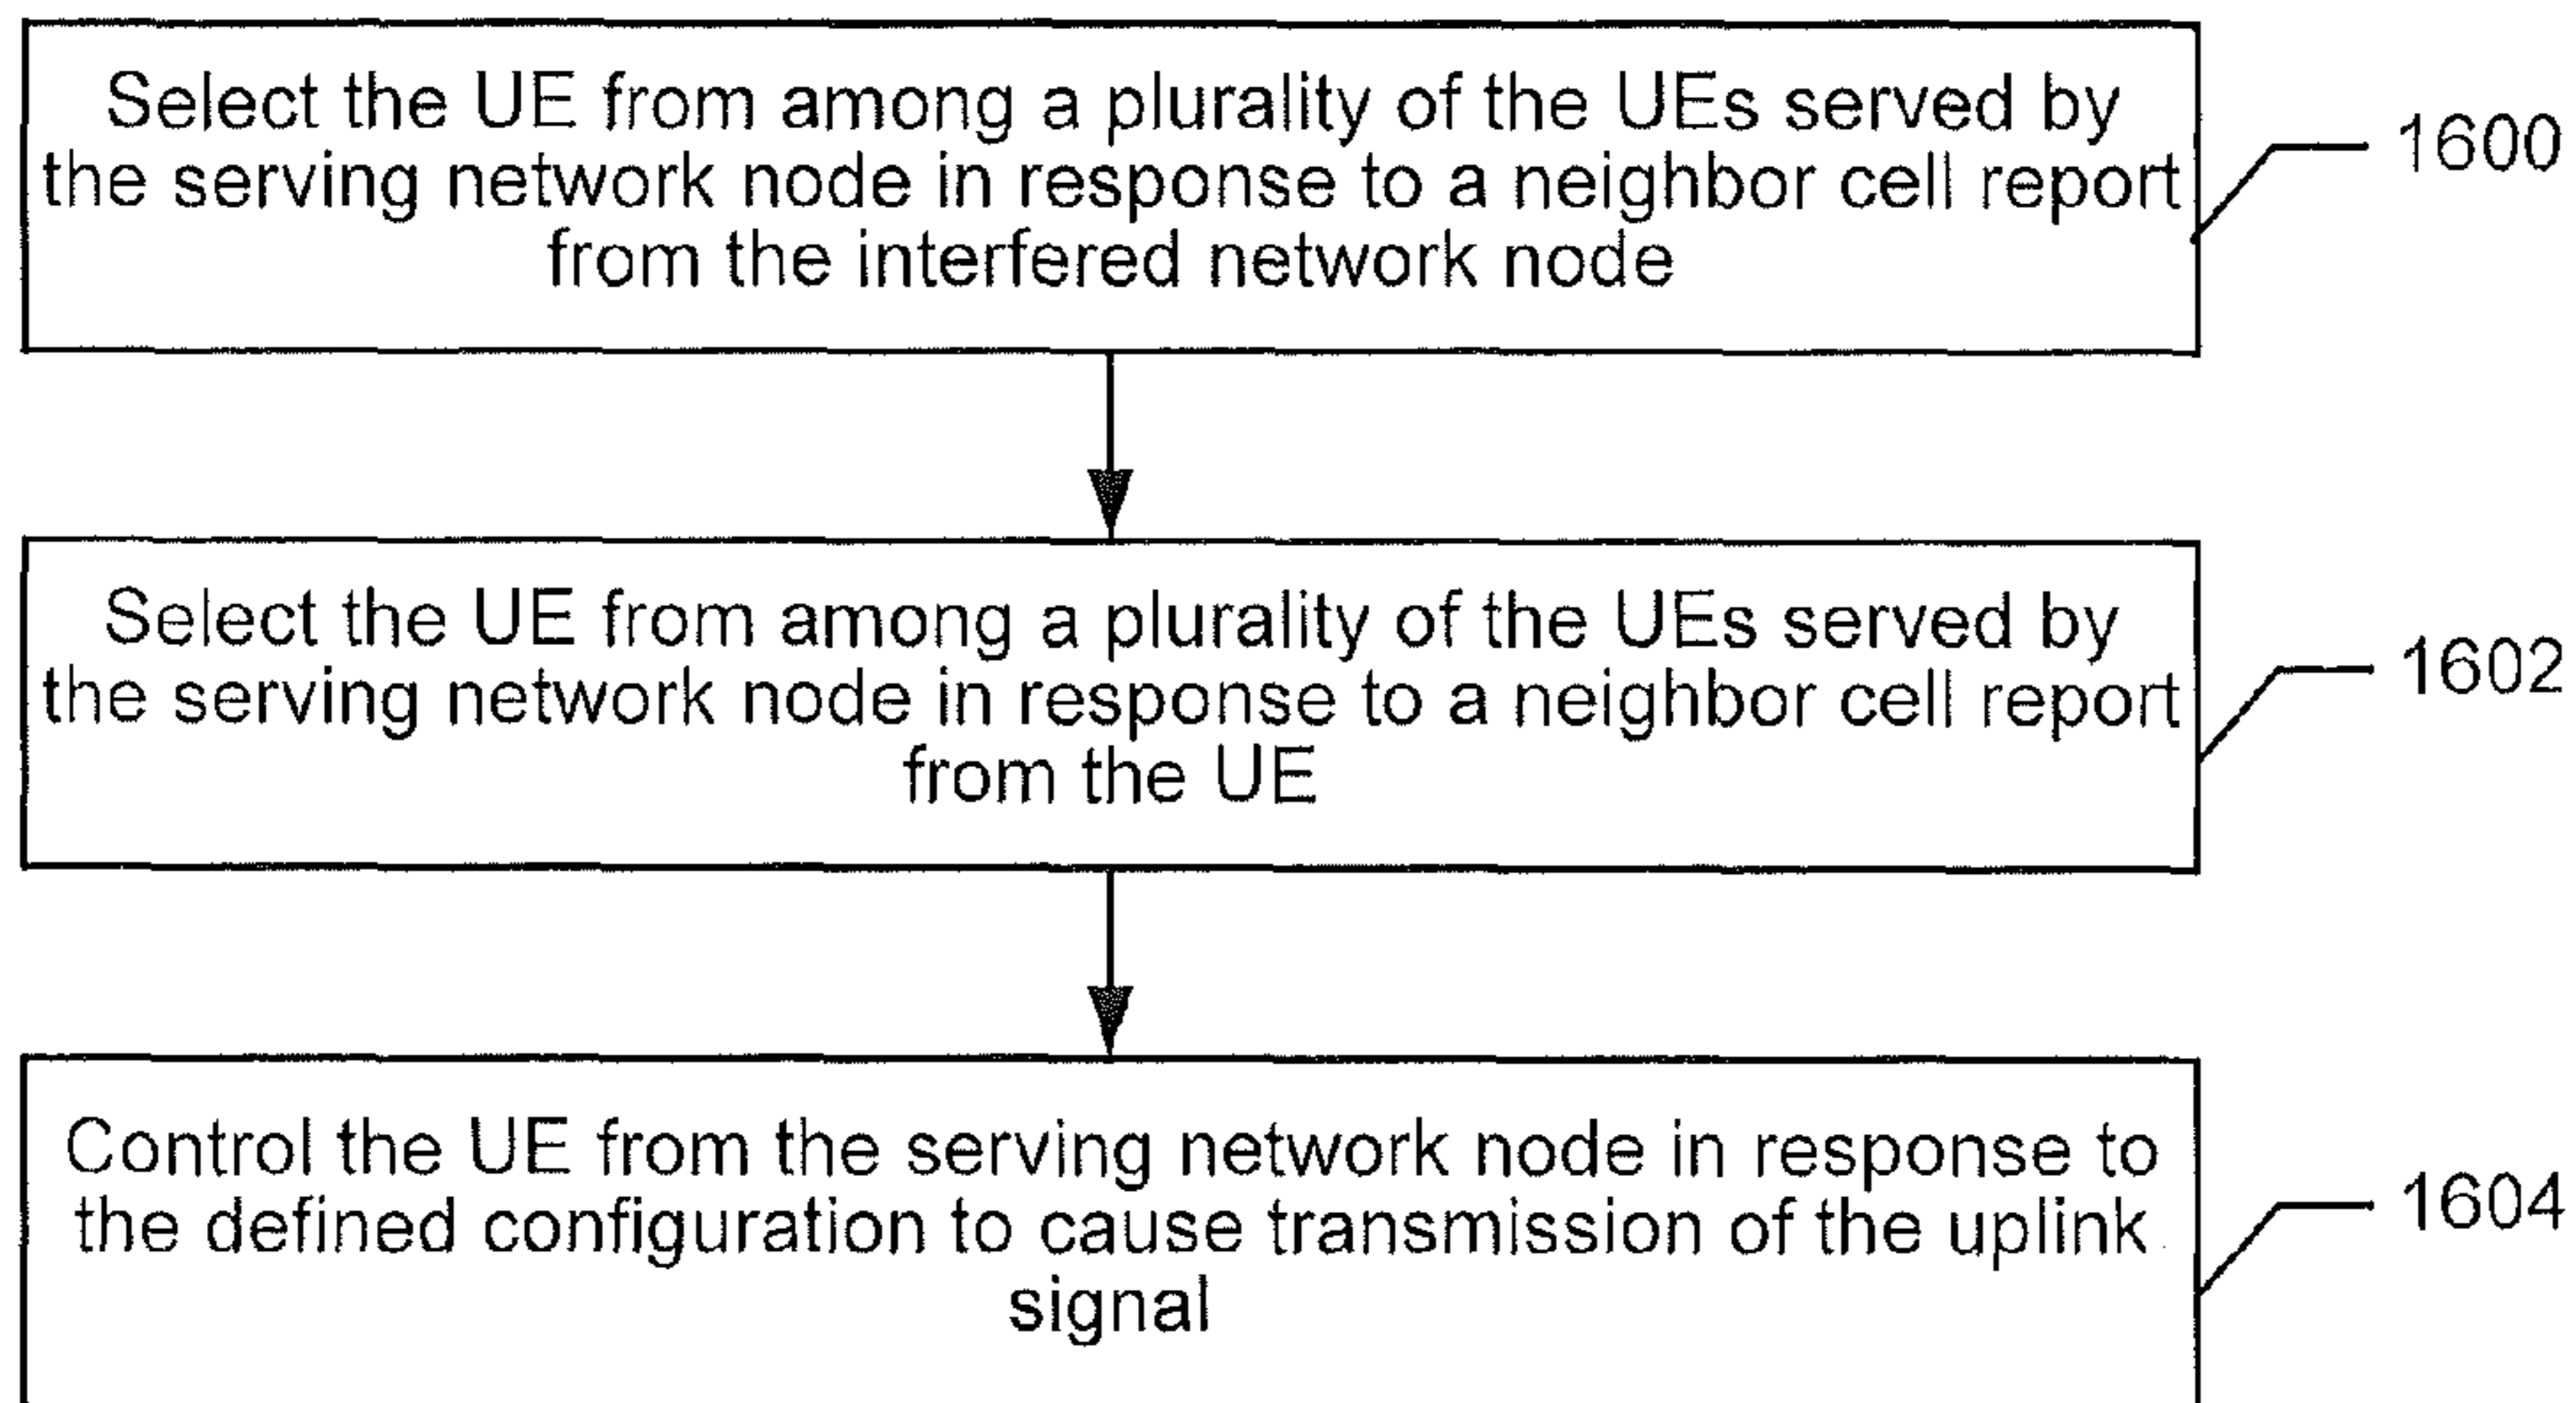 Select the UE from among a plurality of the UEs served by
the serving network node in response to a neighbor cell report
from the interfered network node
1600
Select the UE from among a plurality of the UEs served by
the serving network node in response to a neighbor cell report
from the UE
1602
Control the UE from the serving network node in response to
the defined configuration to cause transmission of the uplink
signal
1604